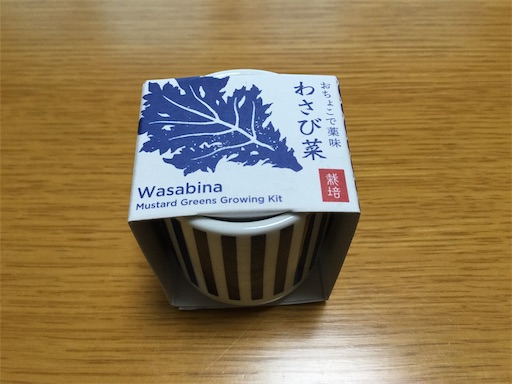 おちょこで薬味
わさび菜
栽培
Wasabina
Mustard Greens Growing Kit